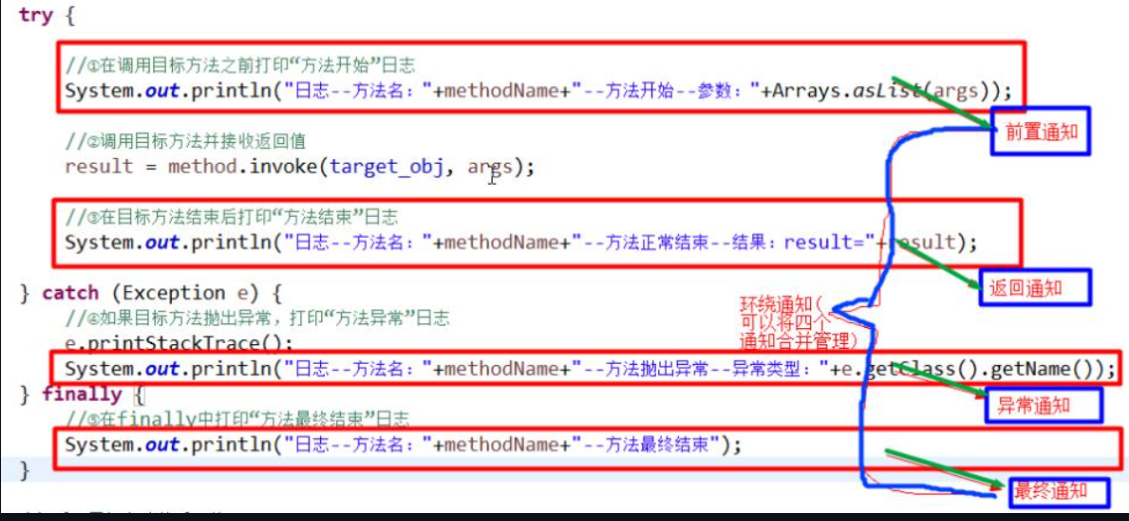 try {
//①在调用目标方法之前打印“方法开始”日志
System.out.println("日志--方法名："+methodName+"--方法开始--参数："+Arrays.asList(args));
前置通知
//②调用目标方法并接收返回值
result = method.invoke(target_obj, args);
//③在目标方法结束后打印“方法结束”日志
System.out.println("日志--方法名："+methodName+"--方法正常结束--结果：result="+result);
返回通知
} catch (Exception e) {
//④如果目标方法抛出异常，打印“方法异常”日志
e.printStackTrace();
环绕通知(
可以将四个
通知合并管理）
System.out.println("日志--方法名："+methodName+"--方法抛出异常--异常类型："+e.getClass().getName());
异常通知
} finally {
//⑤在finally中打印“方法最终结束”日志
System.out.println("日志--方法名："+methodName+"--方法最终结束");
}
最终通知